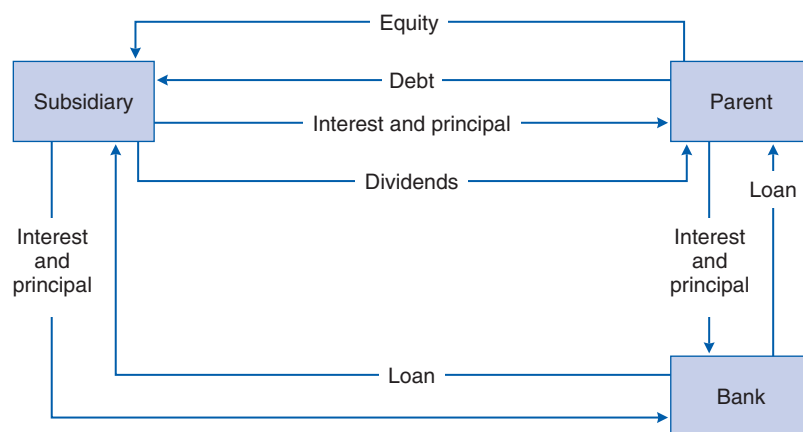 Equity
Subsidiary
Debt
Parent
Interest and principal
Dividends
Loan
Interest
and
principal
Interest
and
principal
Loan
Bank